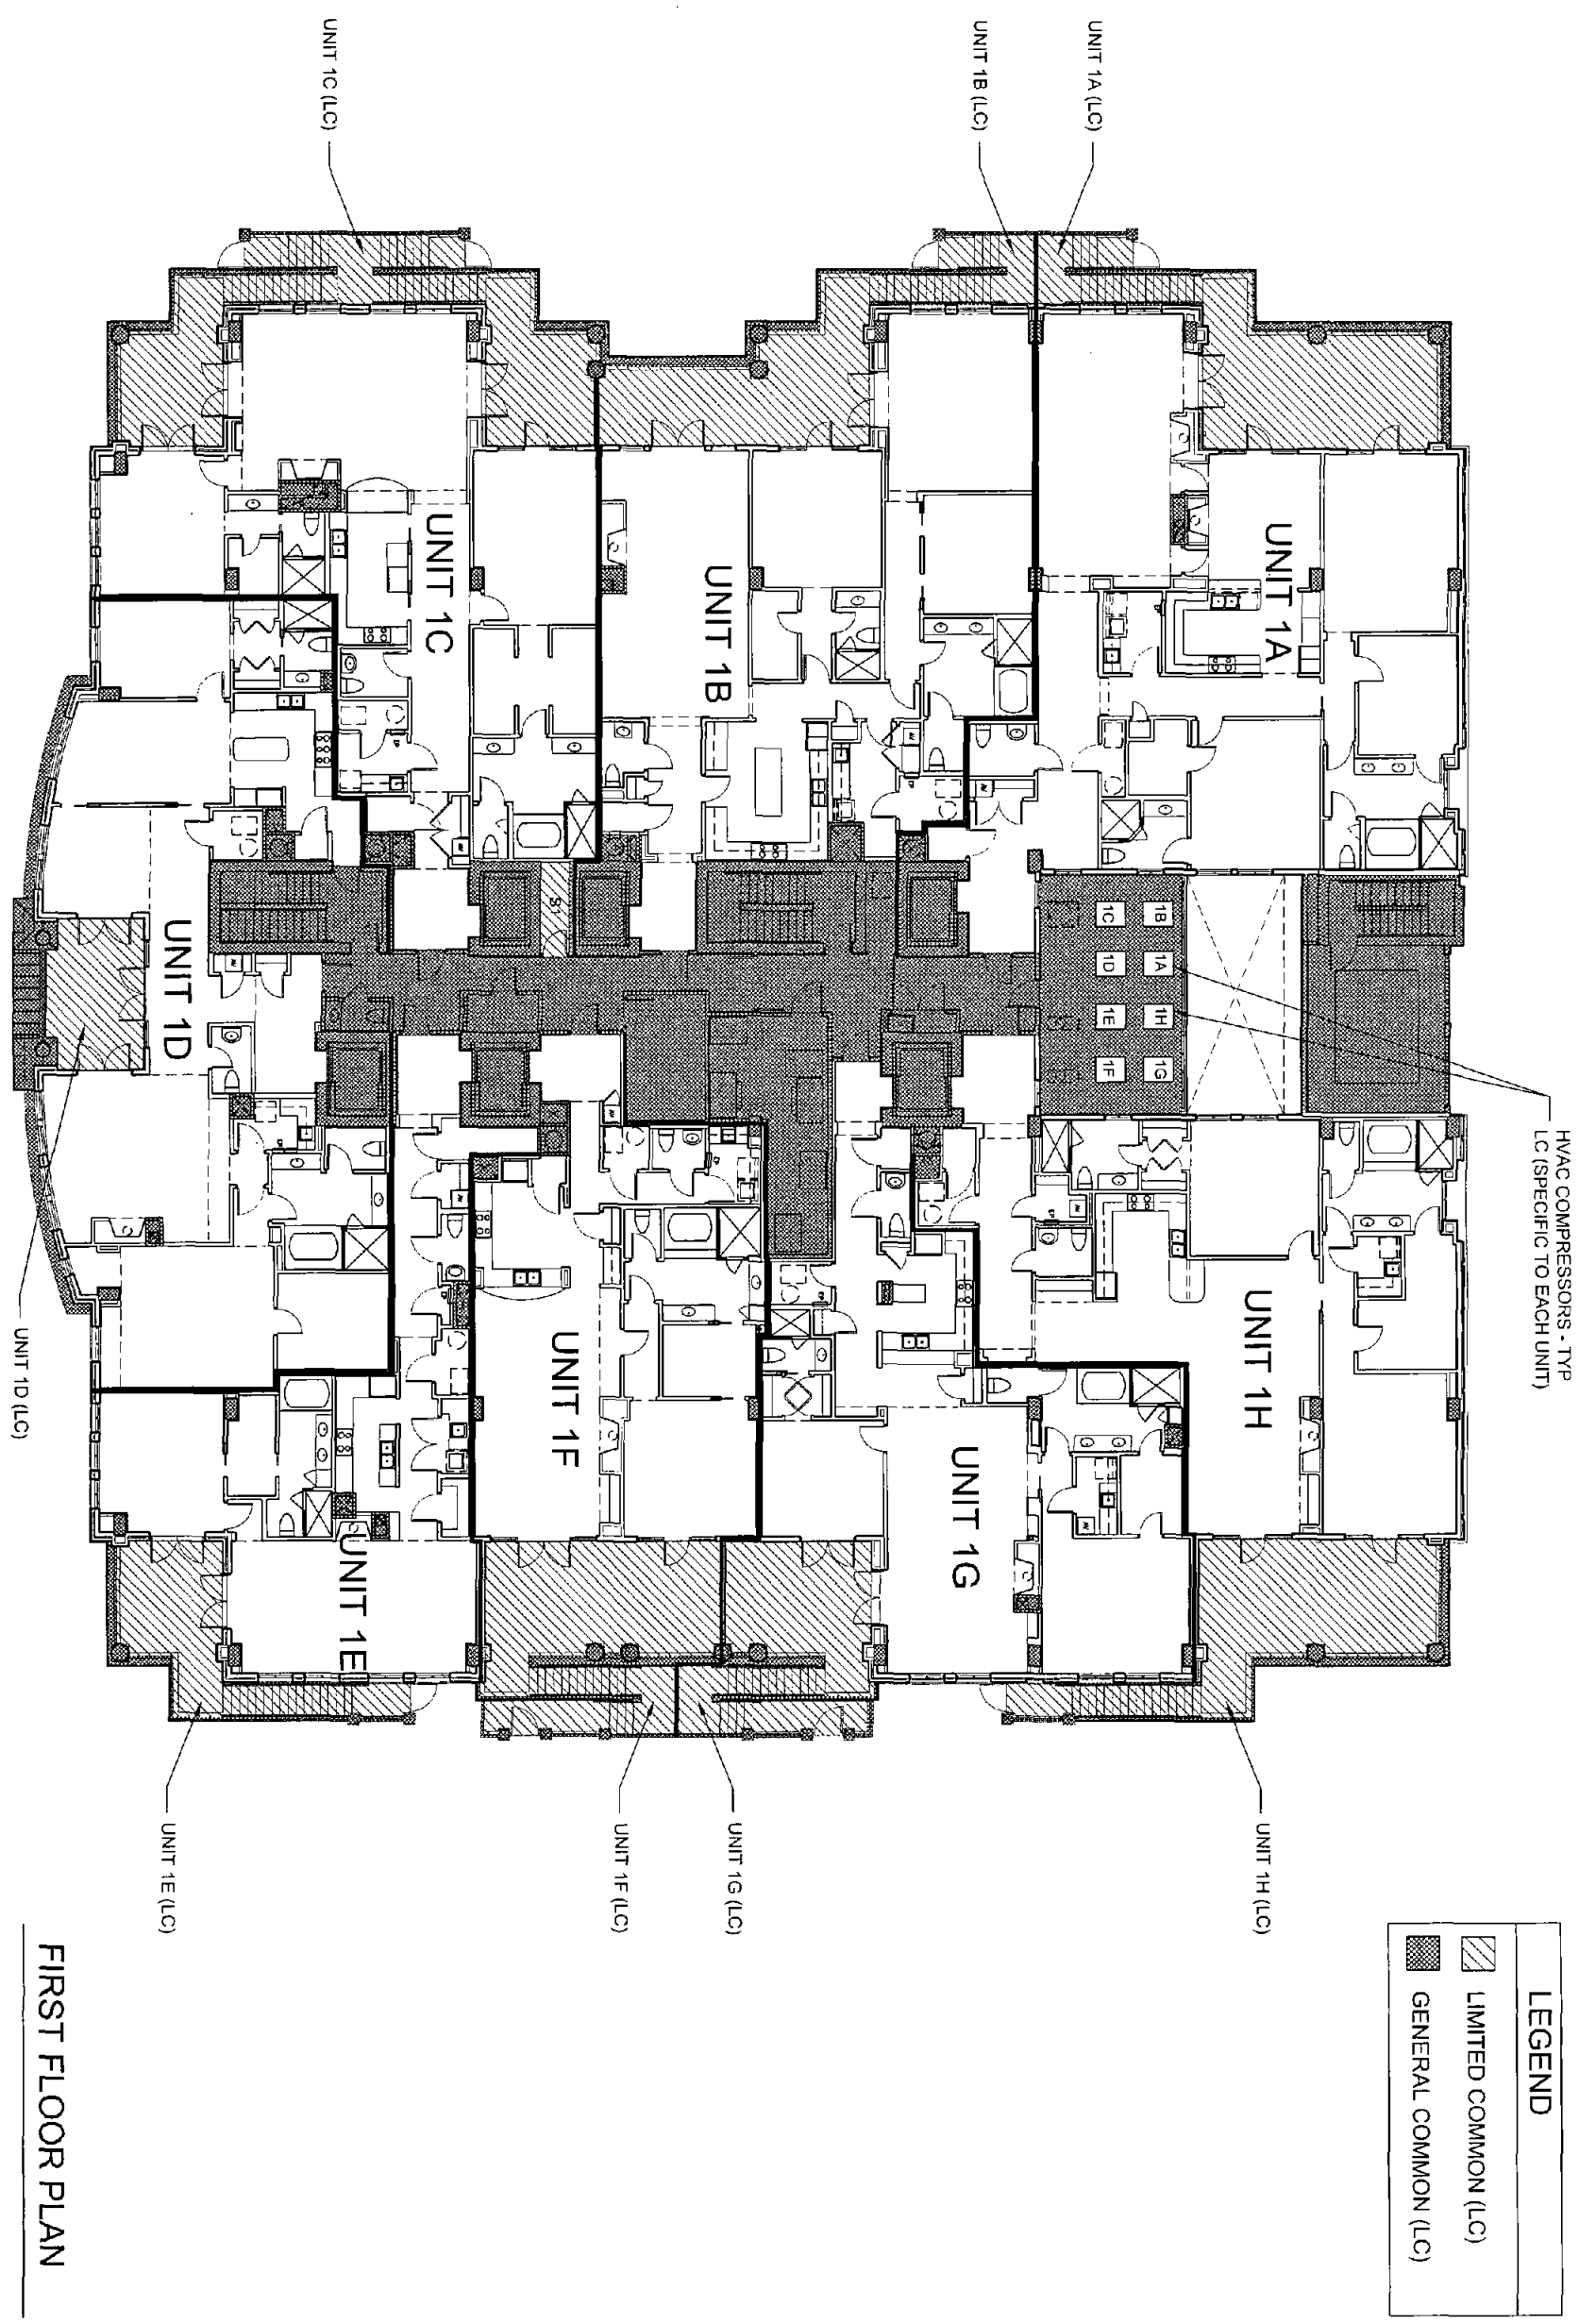 UNIT 1C (LC)
UNIT 1B (LC)
UNIT 1A (LC)
UNIT 1C
UNIT 1B
UNIT 1A
S1
UNIT 1D
1C
1B
1D
1A
1E
1H
1F
1G
HVAC COMPRESSORS - TYP
LC (SPECIFIC TO EACH UNIT)
UNIT 1D (LC)
UNIT 1E
UNIT 1F
UNIT 1G
UNIT 1H
UNIT 1E (LC)
UNIT 1F (LC)
UNIT 1G (LC)
UNIT 1H (LC)
LEGEND
LIMITED COMMON (LC)
GENERAL COMMON (LC)
FIRST FLOOR PLAN